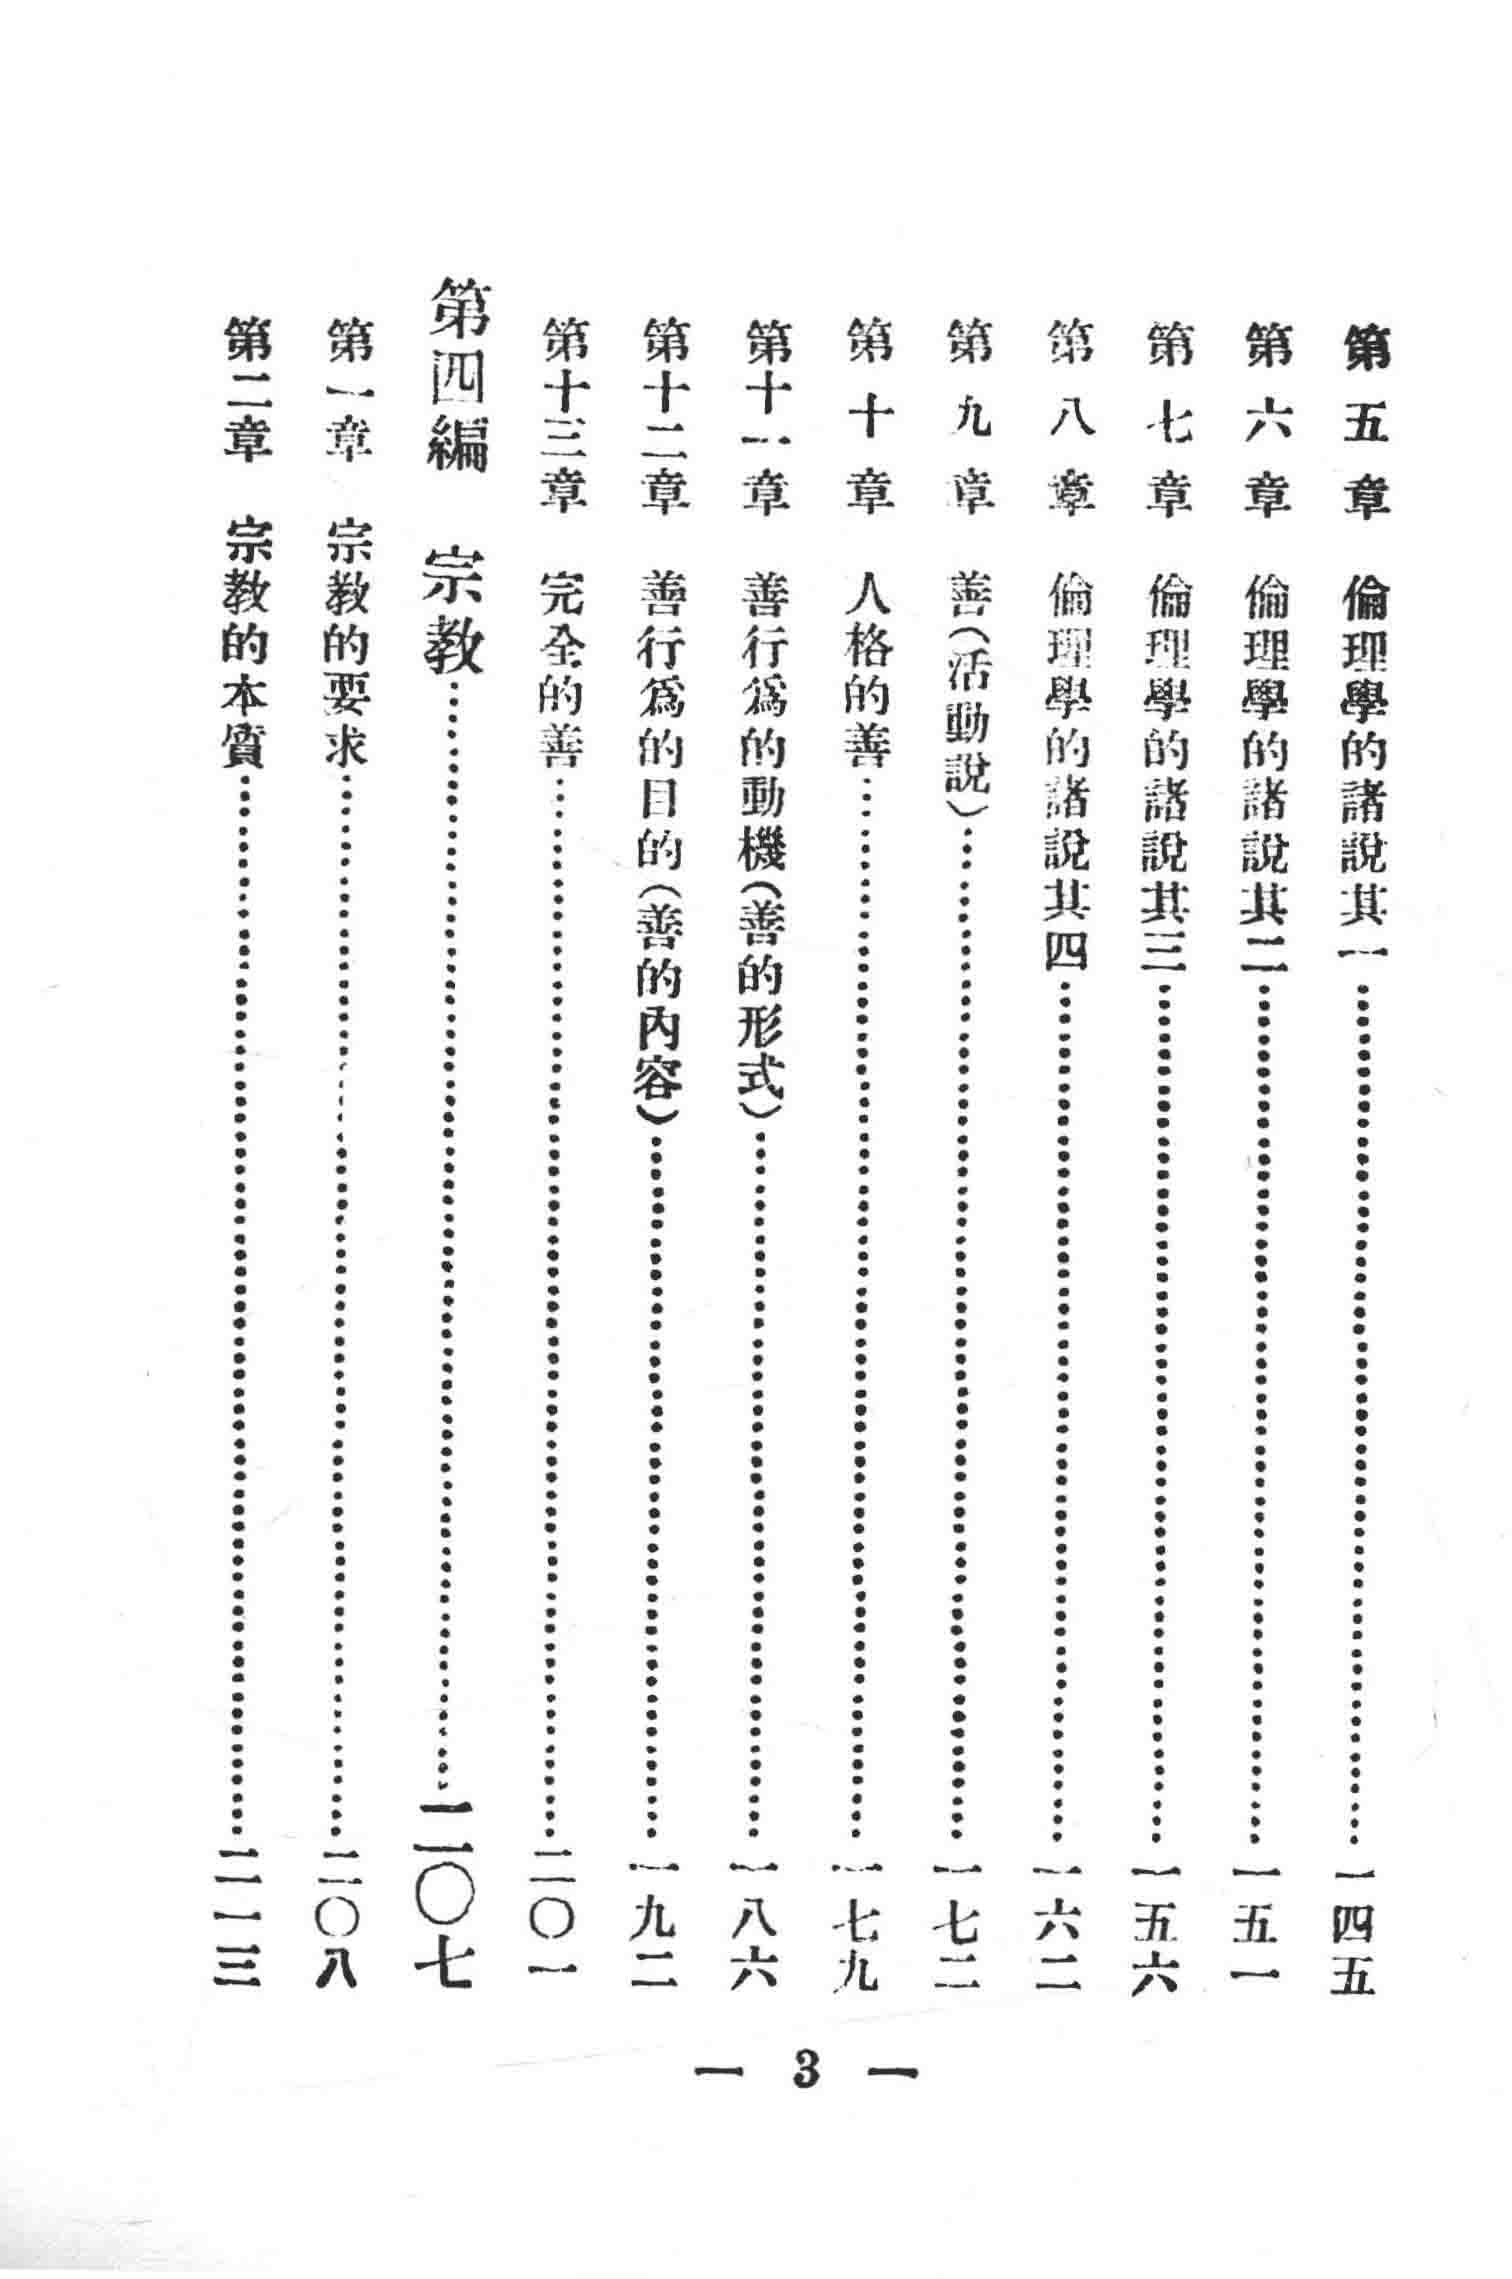 第五章　倫理學的諸說其一……一四五
第六章　倫理學的諸說其二……一五一
第七章　倫理學的諸說其三……一五六
第八章　倫理學的諸說其四……一六二
第九章　善(活動說)……一七二
第十章　人格的善……一七九
第十一章　善行爲的動機(善的形式)……一八六
第十二章　善行爲的目的(善的內容)……一九二
第十三章　完全的善……二〇一
第四編　宗教……二〇七
第一章　宗教的要求……二〇八
第二章　宗教的本質……二一三
— 3 —